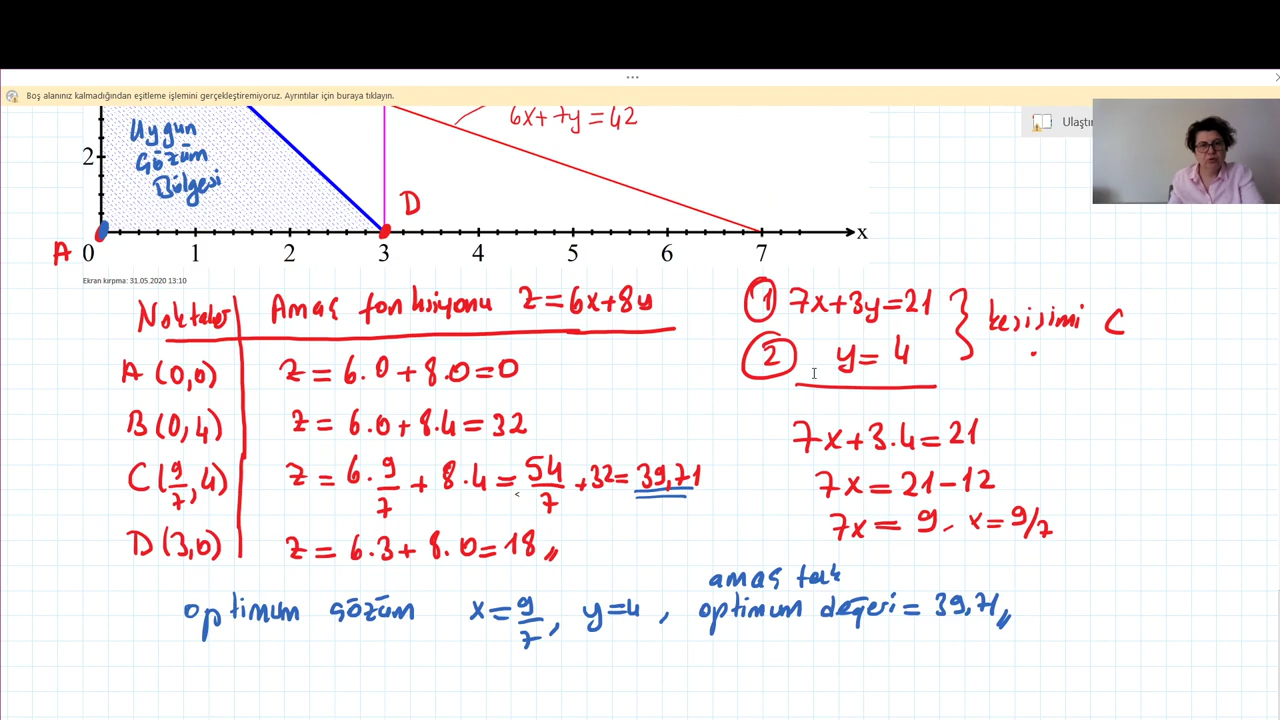 Boş alanınız kalmadığından eşitleme işlemini gerçekleştiremiyoruz. Ayrıntılar için buraya tıklayın.
Ulaştır
6x+7y=42
Uygun
Çözüm
Bölgesi
2
D
A 0 1 2 3 4 5 6 7 x
Ekran kırpma: 31.05.2020 13:10
Noktalar Amaç fonksiyonu Z=6x+8y
A (0,0) Z = 6.0+8.0=0
B(0,4) Z = 6.0+8.4=32
C(9/7,4) Z = 6.9/7 + 8.4 = 54/7 +32= 39,71
D(3,0) Z = 6.3+8.0=18
1 7x+3y=21
2 y= 4
kesişimi C
7x+3.4=21
7x = 21-12
7x = 9 x=9/7
amaç fonk
optimum çözüm x=9/7, y=4, optimum değeri = 39,71